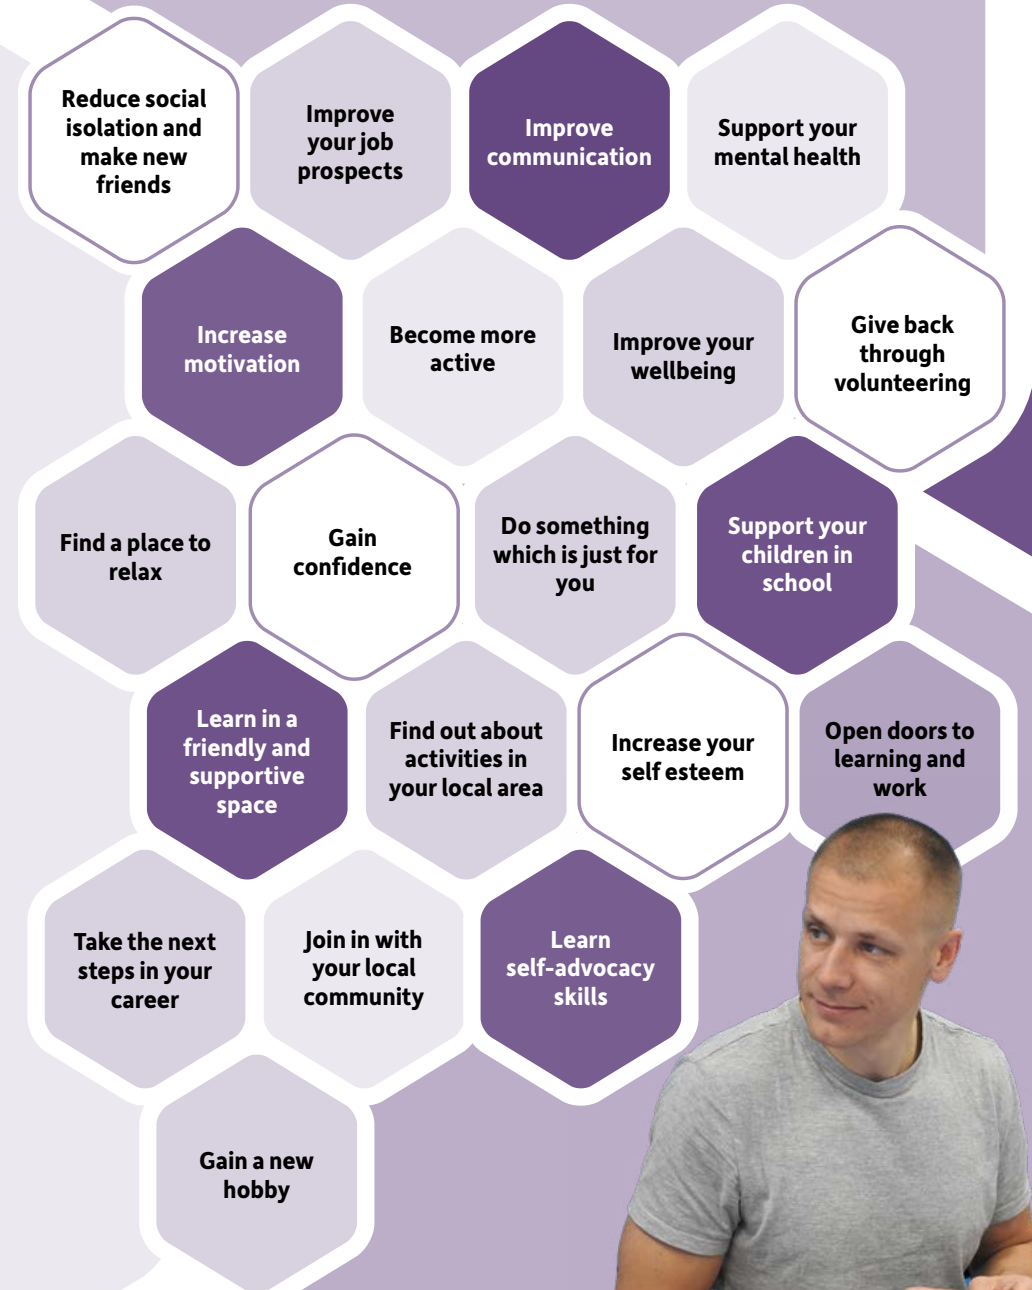 Reduce social
isolation and
make new
friends
Improve
your job
prospects
Improve
communication
Support your
mental health
Increase
motivation
Become more
active
Improve your
wellbeing
Give back
through
volunteering
Find a place to
relax
Gain
confidence
Do something
which is just for
you
Support your
children in
school
Learn in a
friendly and
supportive
space
Find out about
activities in
your local area
Increase your
self esteem
Open doors to
learning and
work
Take the next
steps in your
career
Join in with
your local
community
Learn
self-advocacy
skills
Gain a new
hobby